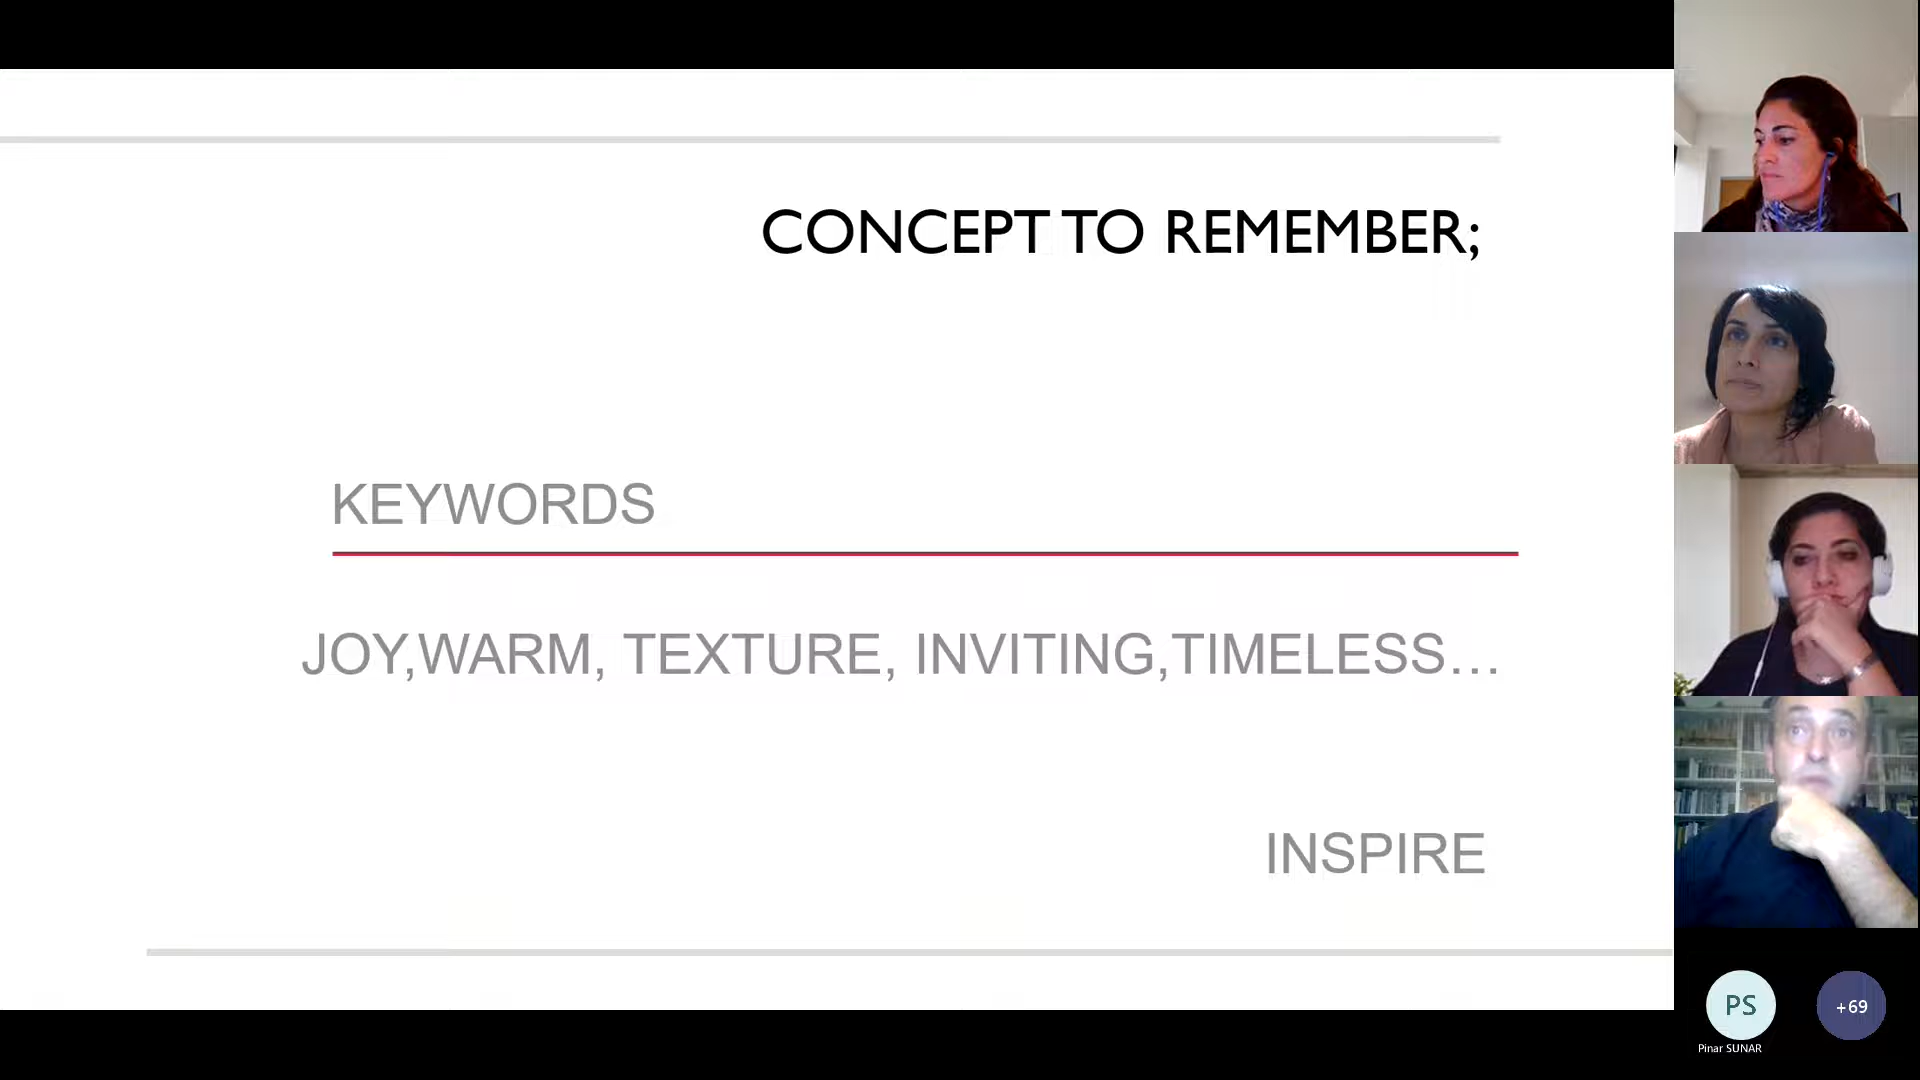 CONCEPT TO REMEMBER;
KEYWORDS
JOY,WARM, TEXTURE, INVITING,TIMELESS...
INSPIRE
PS
+69
Pinar SUNAR